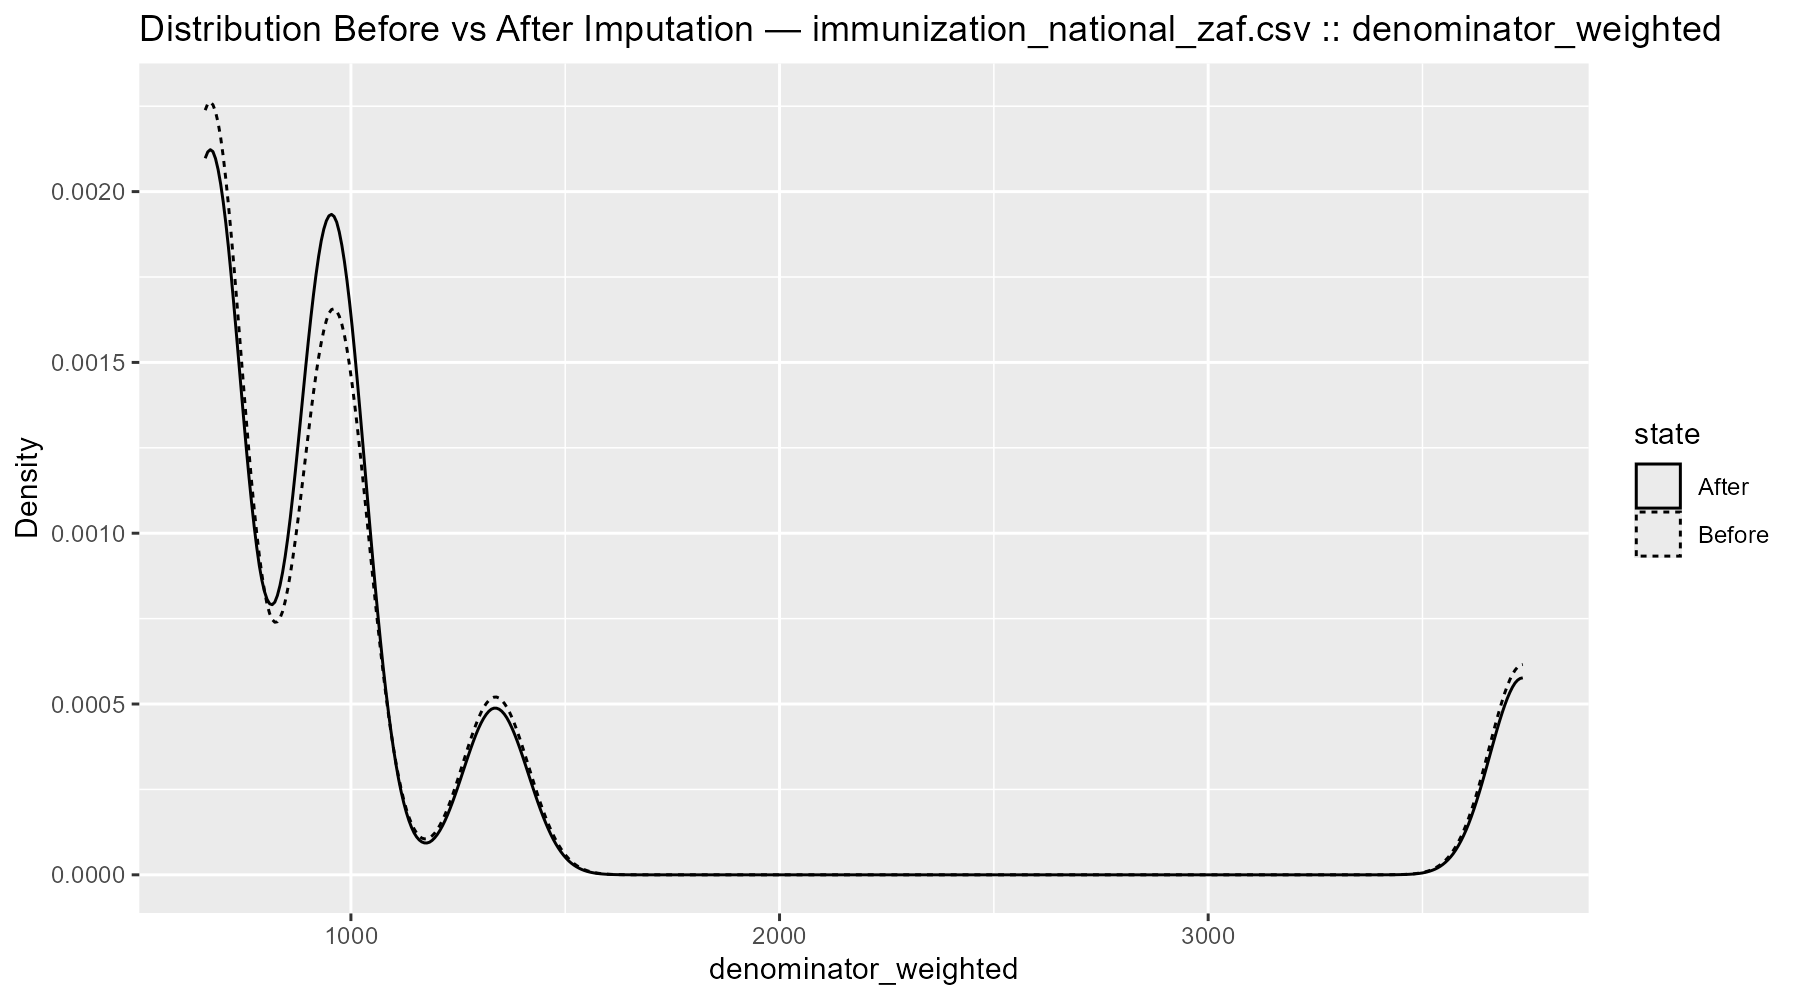 Distribution Before vs After Imputation — immunization_national_zaf.csv :: denominator_weighted
Density
0.0020
0.0015
0.0010
0.0005
0.0000
1000
2000
3000
denominator_weighted
state
After
Before